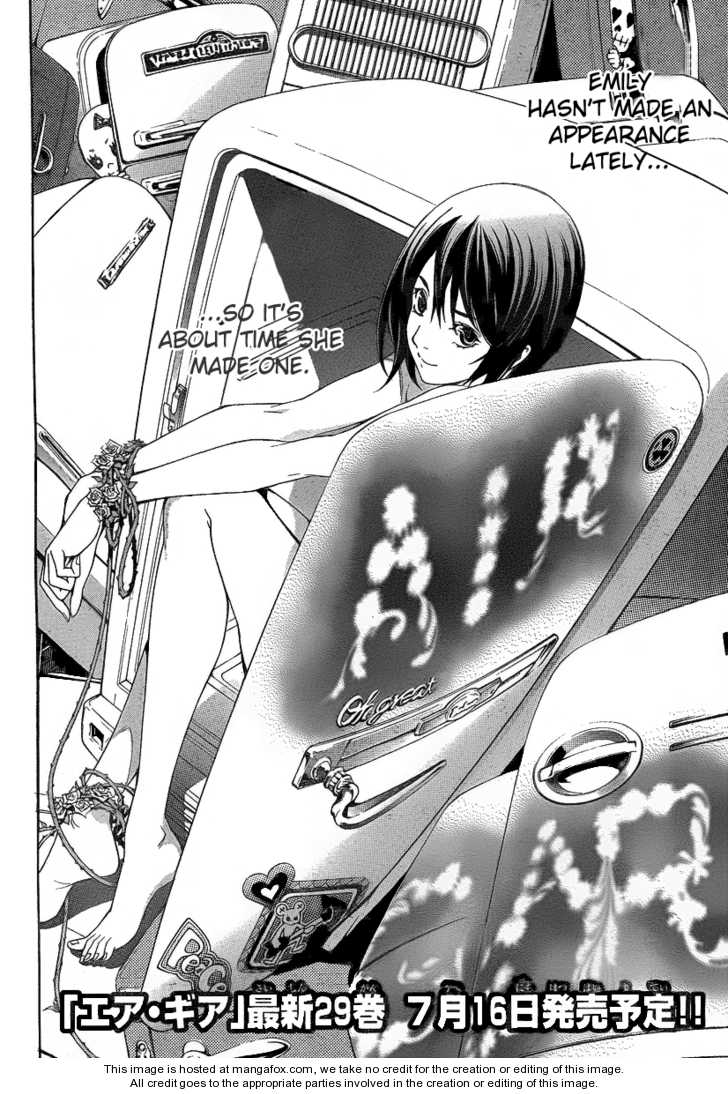 EMILY
HASN'T MADE AN
APPEARANCE
LATELY...
...SO IT'S
ABOUT TIME SHE
MADE ONE.
AIR
Oh great
「エア・ギア」最新29巻 7月16日発売予定!!
This image is hosted at mangafox.com, we take no credit for the creation or editing of this image.
All credit goes to the appropriate parties involved in the creation or editing of this image.